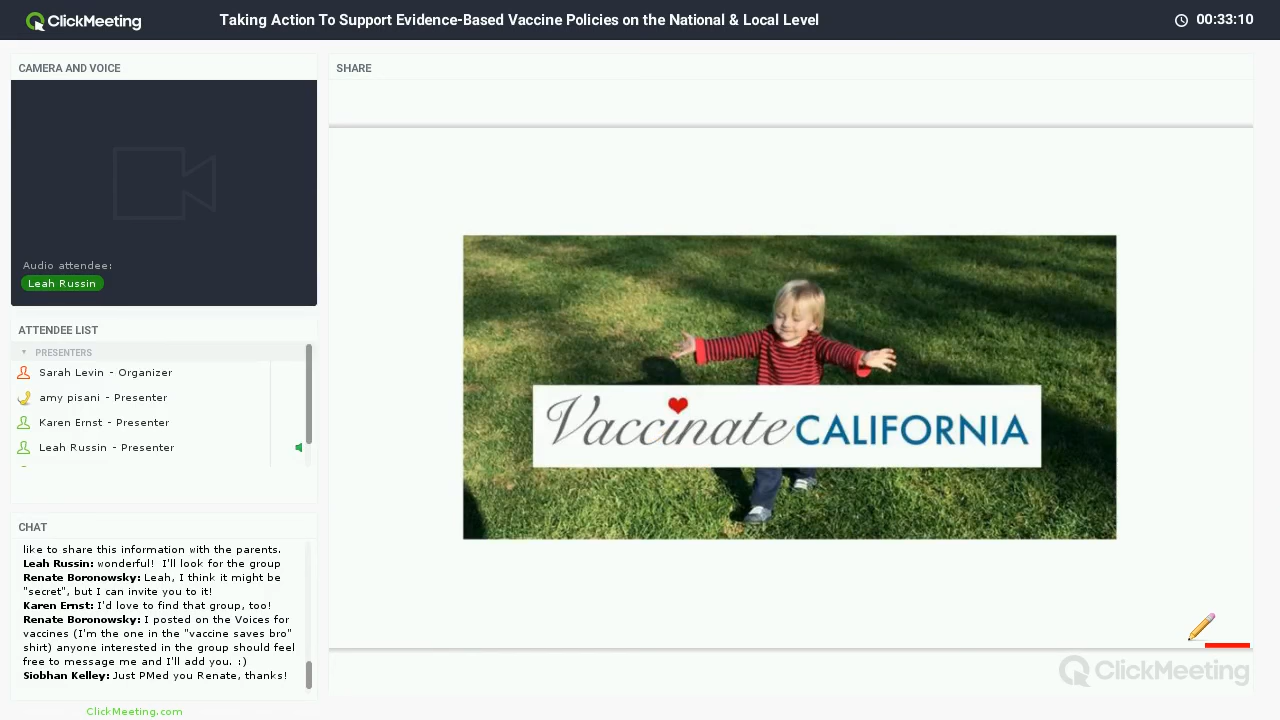 ClickMeeting
Taking Action To Support Evidence-Based Vaccine Policies on the National & Local Level
00:33:10
CAMERA AND VOICE
Audio attendee:
Leah Russin
ATTENDEE LIST
PRESENTERS
Sarah Levin - Organizer
amy pisani - Presenter
Karen Ernst - Presenter
Leah Russin - Presenter
CHAT
like to share this information with the parents.
Leah Russin: wonderful! I'll look for the group
Renate Boronowsky: Leah, I think it might be
"secret", but I can invite you to it!
Karen Ernst: I'd love to find that group, too!
Renate Boronowsky: I posted on the Voices for
vaccines (I'm the one in the "vaccine saves bro"
shirt) anyone interested in the group should feel
free to message me and I'll add you. :)
Siobhan Kelley: Just PMed you Renate, thanks!
ClickMeeting.com
SHARE
Vaccinate CALIFORNIA
ClickMeeting